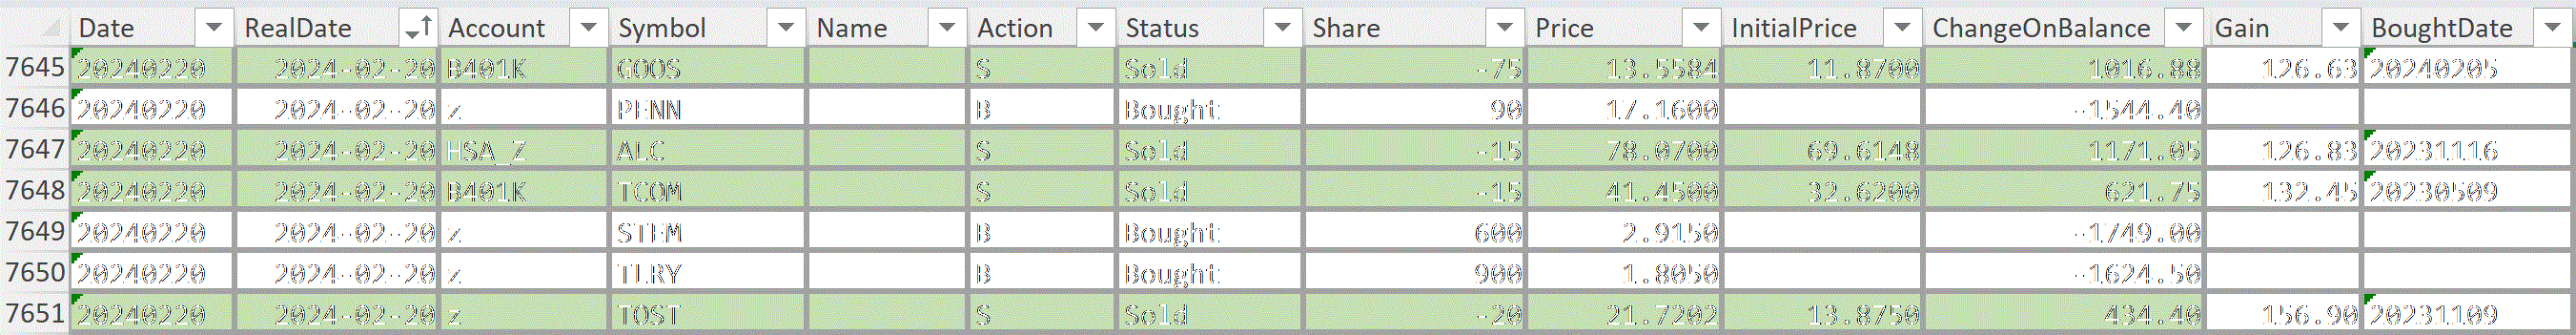 Date RealDate Account Symbol Name Action Status Share Price InitialPrice ChangeOnBalance Gain BoughtDate
7645 20240220 2024-02-20 B401K GOOS S Sold -75 13.5584 11.8700 1016.88 126.63 20240205
7646 20240220 2024-02-20 z PENN B Bought 90 17.1600 -1544.40
7647 20240220 2024-02-20 HSA_Z ALC S Sold -15 78.0700 69.6148 1171.05 126.83 20231116
7648 20240220 2024-02-20 B401K TCOM S Sold -15 41.4500 32.6200 621.75 132.45 20230509
7649 20240220 2024-02-20 z STEM B Bought 600 2.9150 -1749.00
7650 20240220 2024-02-20 z TLRY B Bought 900 1.8050 -1624.50
7651 20240220 2024-02-20 z TOST S Sold -20 21.7202 13.8750 434.40 156.90 20231109